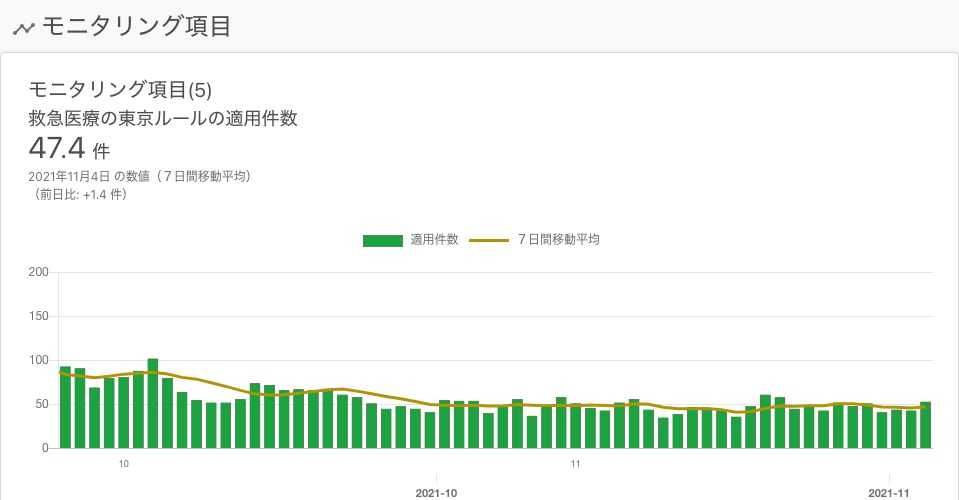 モニタリング項目
モニタリング項目(5)
救急医療の東京ルールの適用件数
47.4 件
2021年11月4日 の数値（７日間移動平均）
（前日比: +1.4 件）
適用件数 ７日間移動平均
200
150
100
50
0
10 11
2021-10 2021-11